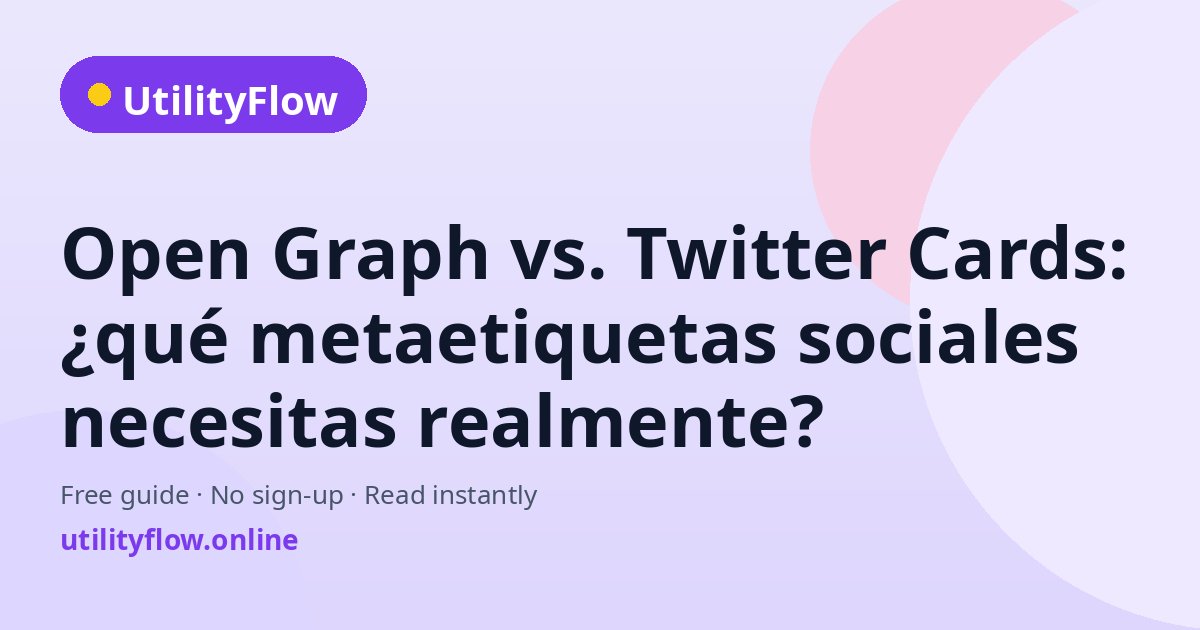 UtilityFlow
Open Graph vs. Twitter Cards:
¿qué metaetiquetas sociales
necesitas realmente?
Free guide · No sign-up · Read instantly
utilityflow.online